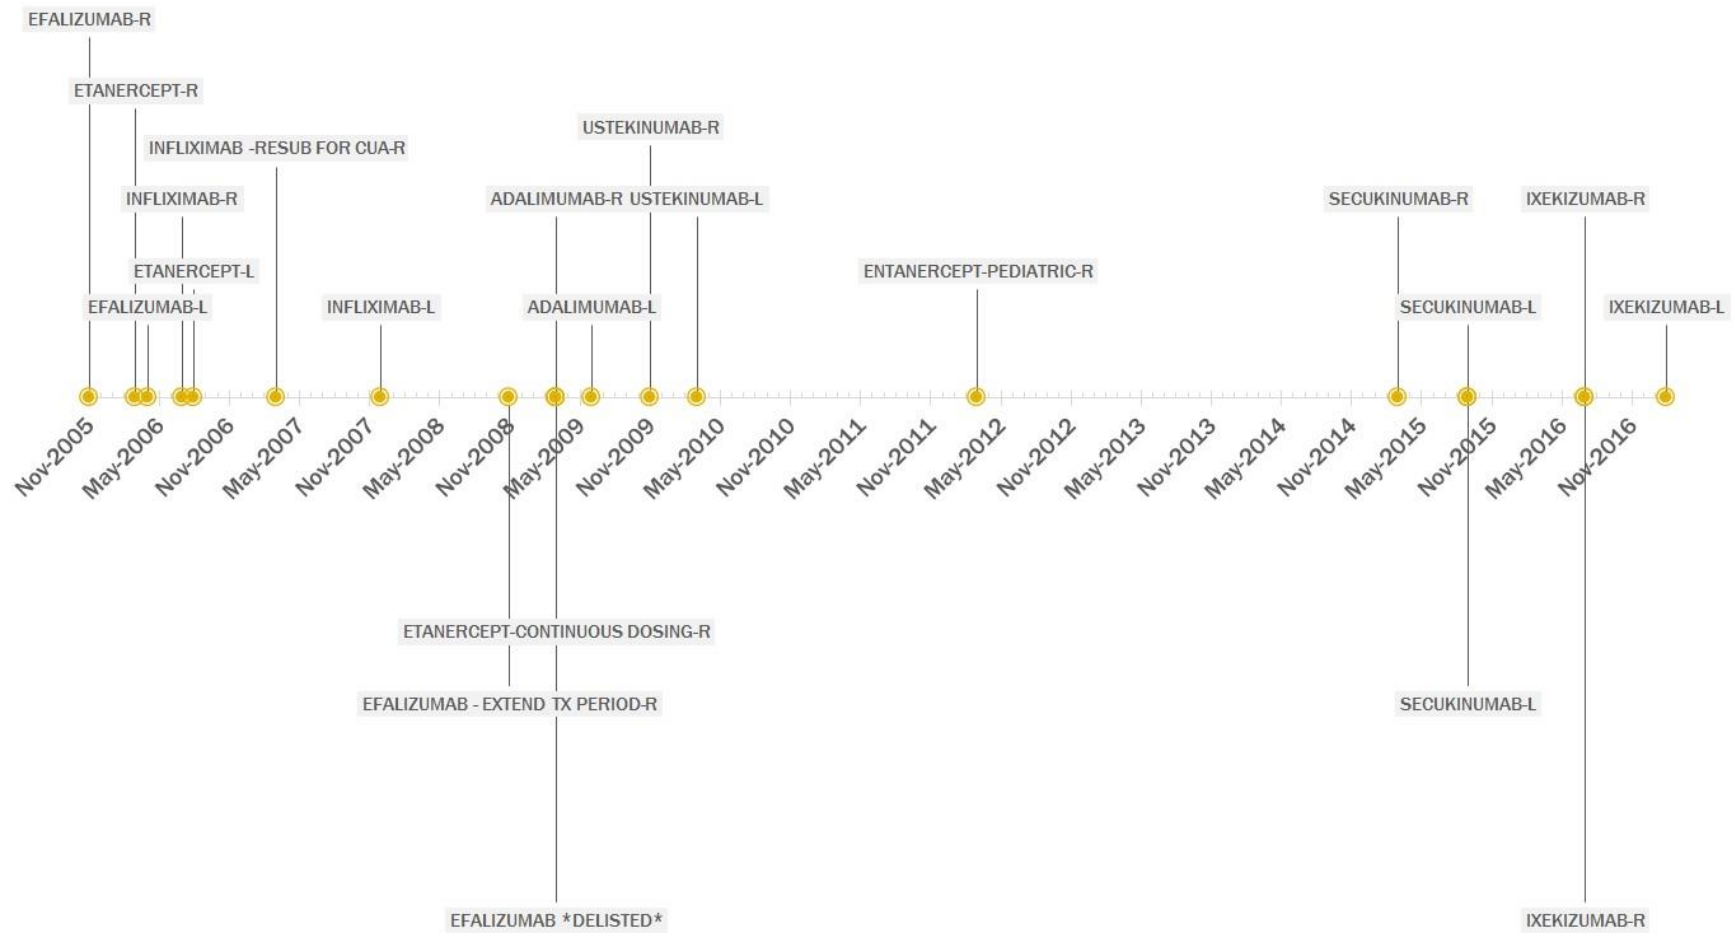 EFALIZUMAB-R
ETANERCEPT-R
USTEKINUMAB-R
INFLIXIMAB -RESUB FOR CUA-R
INFLIXIMAB-R
ADALIMUMAB-R
USTEKINUMAB-L
SECUKINUMAB-R
IXEKIZUMAB-R
ETANERCEPT-L
ENTANERCEPT-PEDIATRIC-R
EFALIZUMAB-L
INFLIXIMAB-L
ADALIMUMAB-L
SECUKINUMAB-L
IXEKIZUMAB-L
Nov-2005
May-2006
Nov-2006
May-2007
Nov-2007
May-2008
Nov-2008
May-2009
Nov-2009
May-2010
Nov-2010
May-2011
Nov-2011
May-2012
Nov-2012
May-2013
Nov-2013
May-2014
Nov-2014
May-2015
Nov-2015
May-2016
Nov-2016
ETANERCEPT-CONTINUOUS DOSING-R
EFALIZUMAB - EXTEND TX PERIOD-R
SECUKINUMAB-L
EFALIZUMAB *DELISTED*
IXEKIZUMAB-R